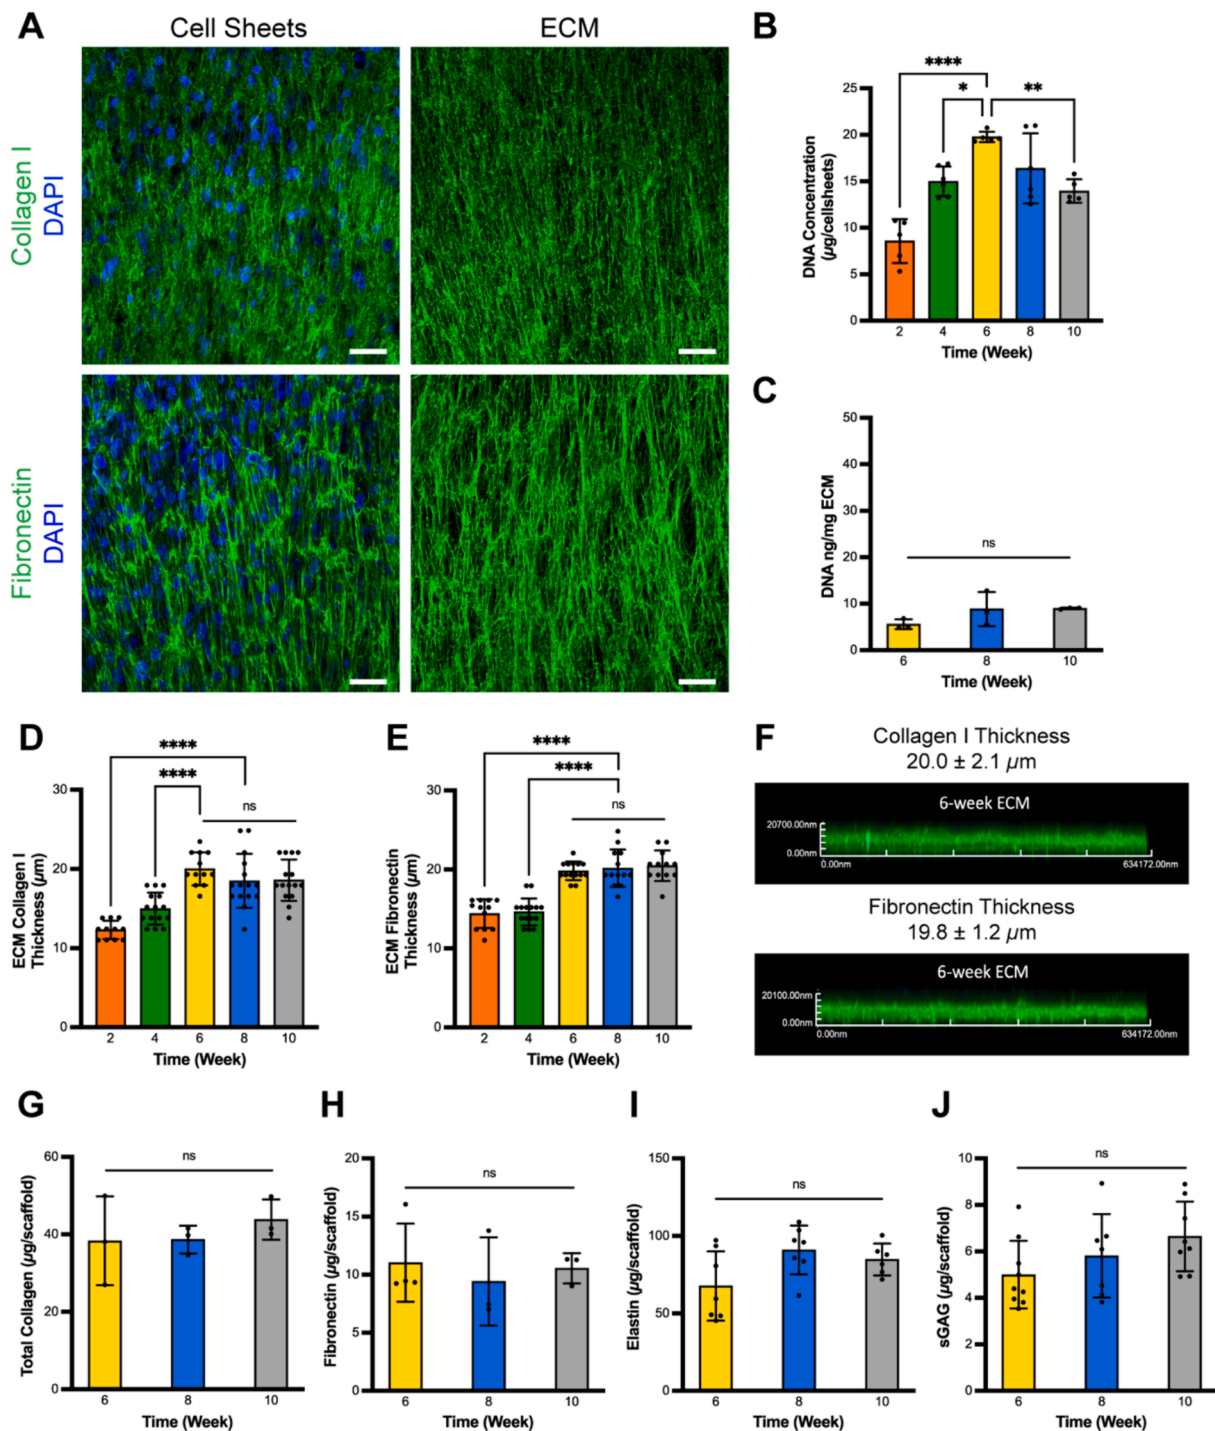 A
Cell Sheets
ECM
Collagen I
DAPI
Fibronectin
DAPI
B
****
*
**
25
20
15
10
5
0
DNA Concentration
(µg/cellsheets)
2 4 6 8 10
Time (Week)
C
50
40
30
20
10
0
DNA ng/mg ECM
ns
6 8 10
Time (Week)
D
****
****
ns
30
20
10
0
ECM Collagen I
Thickness (µm)
2 4 6 8 10
Time (Week)
E
****
****
ns
30
20
10
0
ECM Fibronectin
Thickness (µm)
2 4 6 8 10
Time (Week)
F
Collagen I Thickness
20.0 ± 2.1 µm
6-week ECM
20700.00nm
0.00nm
0.00nm
634172.00nm
Fibronectin Thickness
19.8 ± 1.2 µm
6-week ECM
20100.00nm
0.00nm
0.00nm
634172.00nm
G
ns
60
40
20
0
Total Collagen (µg/scaffold)
6 8 10
Time (Week)
H
ns
20
15
10
5
0
Fibronectin (µg/scaffold)
6 8 10
Time (Week)
I
ns
150
100
50
0
Elastin (µg/scaffold)
6 8 10
Time (Week)
J
ns
10
8
6
4
2
0
sGAG (µg/scaffold)
6 8 10
Time (Week)